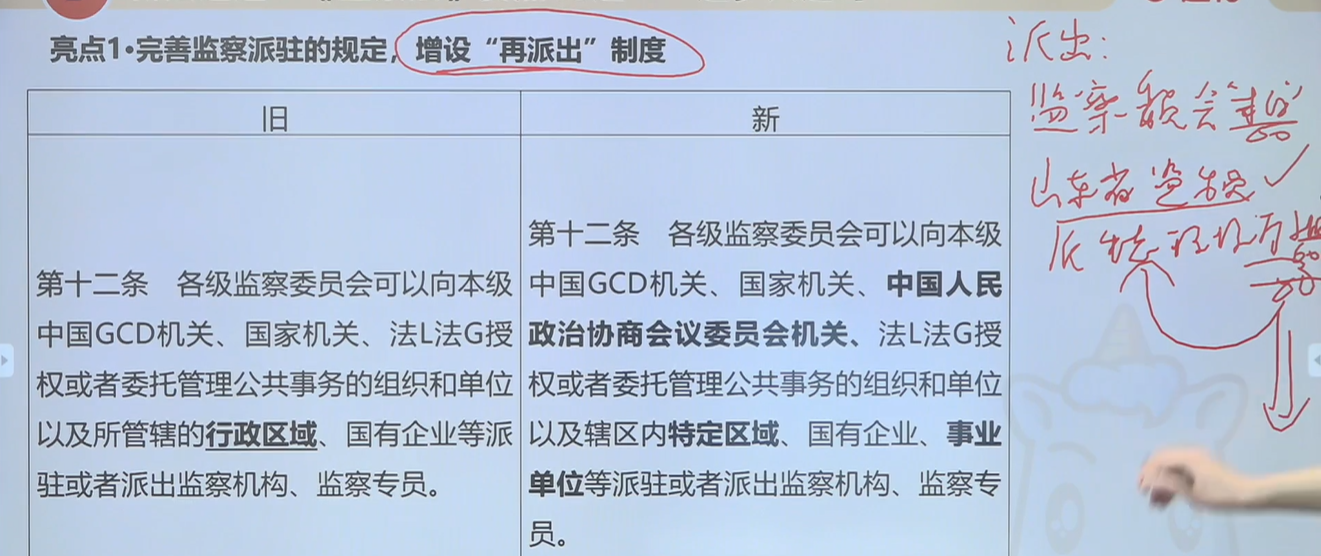 亮点1·完善监察派驻的规定，增设“再派出”制度
旧
新
第十二条　各级监察委员会可以向本级
中国GCD机关、国家机关、法L法G授
权或者委托管理公共事务的组织和单位
以及所管辖的行政区域、国有企业等派
驻或者派出监察机构、监察专员。
第十二条　各级监察委员会可以向本级
中国GCD机关、国家机关、中国人民
政治协商会议委员会机关、法L法G授
权或者委托管理公共事务的组织和单位
以及辖区内特定区域、国有企业、事业
单位等派驻或者派出监察机构、监察专
员。
派出：
监察委员会
山东省监委
派